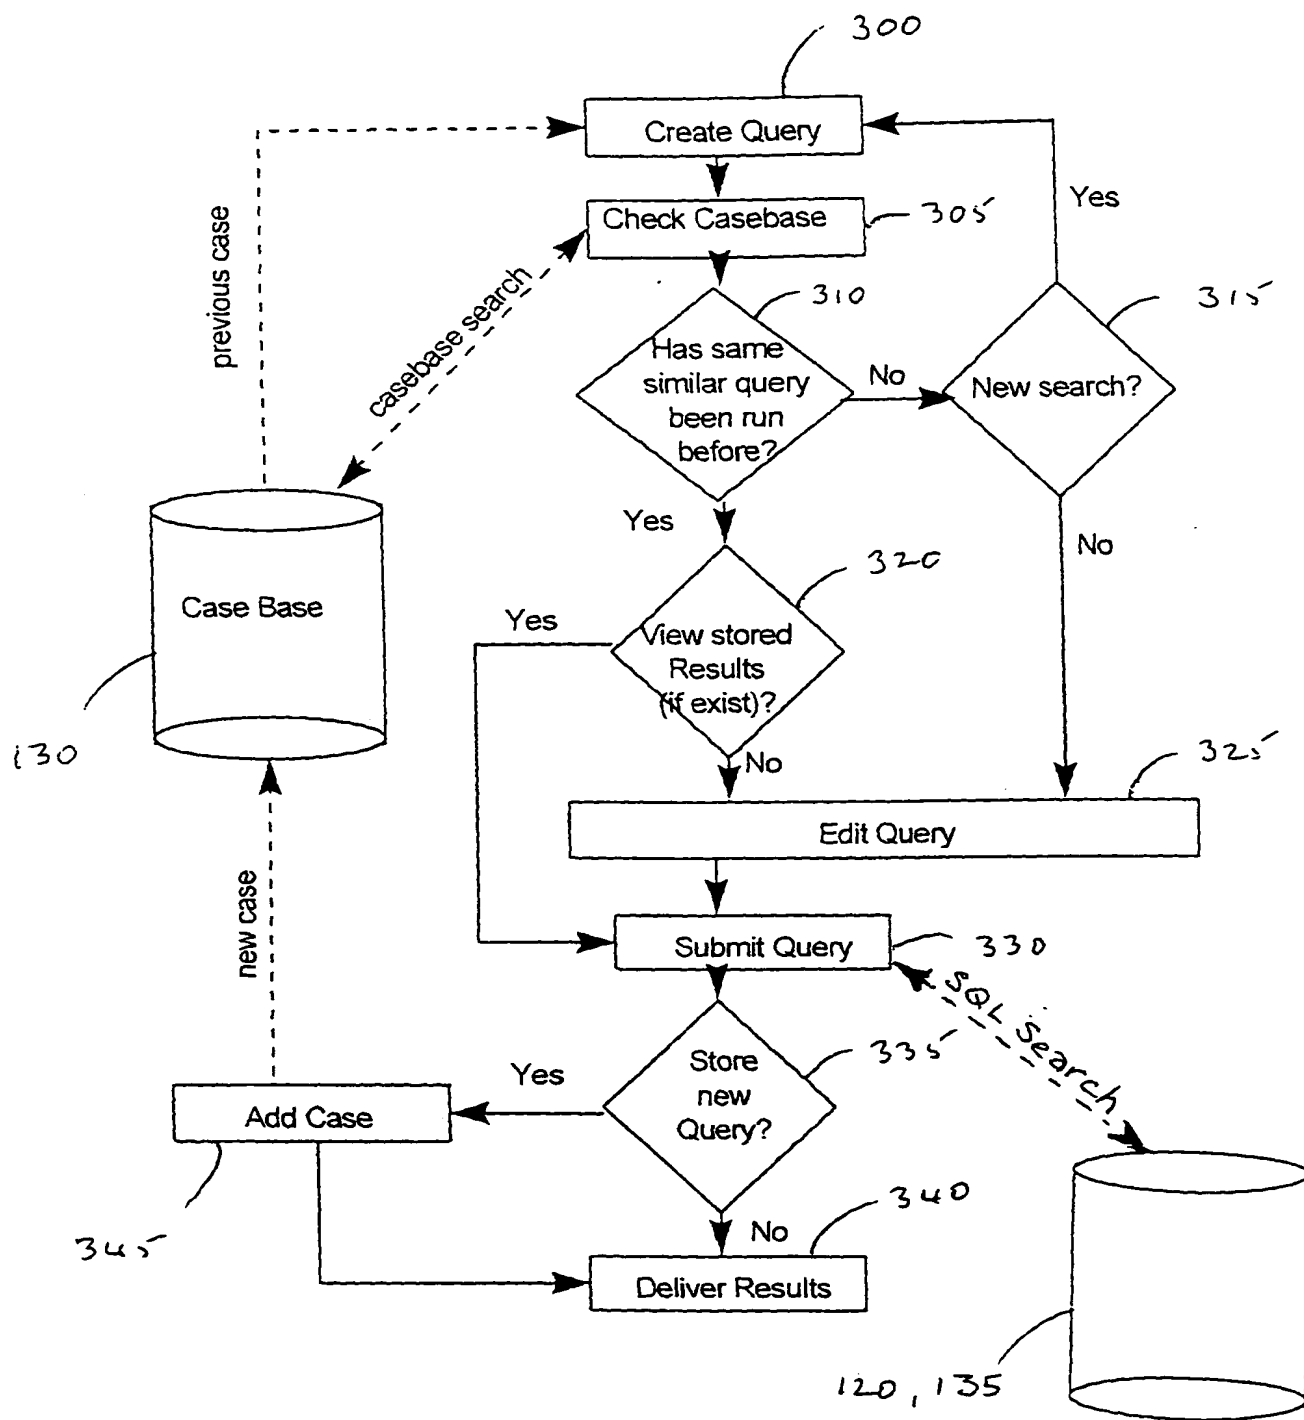 300
Create Query
Yes
Check Casebase
305
previous case
casebase search
310
315
Has same
similar query
been run
before?
No
New search?
Yes
No
320
Case Base
Yes
View stored
Results
(if exist)?
130
No
325
Edit Query
new case
Submit Query
330
SQL Search
335
Store
new
Query?
Yes
Add Case
340
345
No
Deliver Results
120, 135